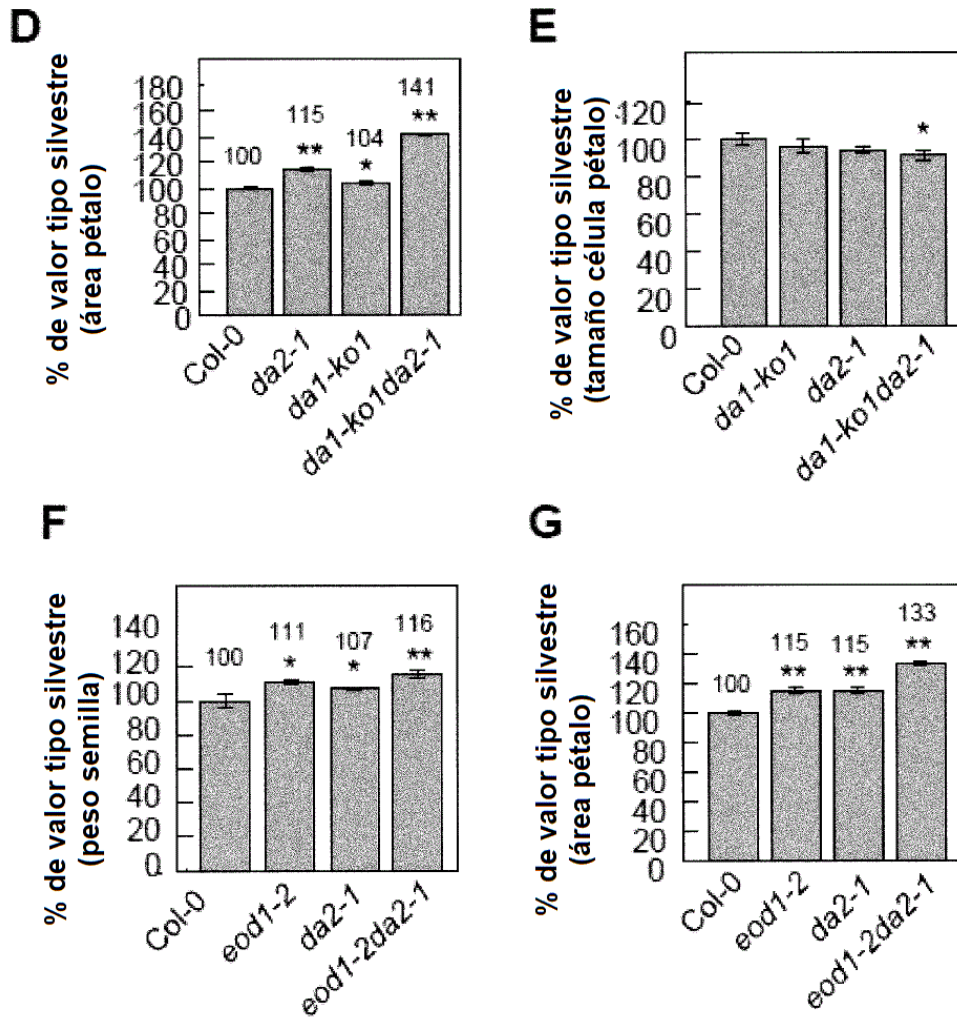 D
% de valor tipo silvestre
(área pétalo)
180
160
140
120
100
80
60
40
20
0
100
115
**
104
*
141
**
Col-0
da2-1
da1-ko1
da1-ko1da2-1
E
% de valor tipo silvestre
(tamaño célula pétalo)
120
100
80
60
40
20
0
*
Col-0
da1-ko1
da2-1
da1-ko1da2-1
F
% de valor tipo silvestre
(peso semilla)
140
120
100
80
60
40
20
0
100
111
*
107
*
116
**
Col-0
eod1-2
da2-1
eod1-2da2-1
G
% de valor tipo silvestre
(área pétalo)
160
140
120
100
80
60
40
20
0
100
115
**
115
**
133
**
Col-0
eod1-2
da2-1
eod1-2da2-1